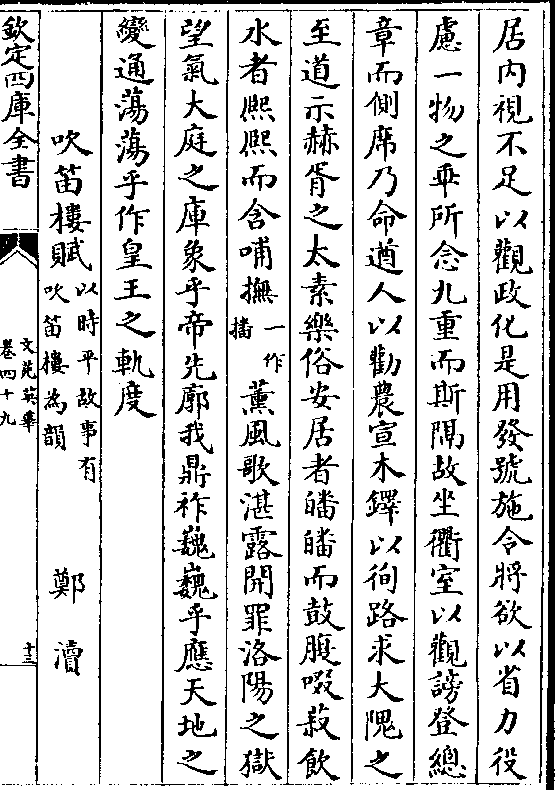 居内視不足以觀政化是用發號施令將欲以省力役
慮一物之乖所念九重而斯隅故坐衢室以觀謗登總
章而側席乃命遒人以勸農宣木鐸以徇路求大隗之
至道示赫胥之太素樂俗安居者皤皤而鼓腹啜菽飲
水者熙熙而含哺撫一作播薰風歌湛露開罪洛陽之獄
望氣大庭之庫象乎帝先廓我鼎祚巍巍乎應天地之
變通蕩蕩乎作皇王之軌度
吹笛樓賦以時平故事有吹笛樓為韻 鄭瀆
欽定四庫全書
文苑英華
卷四十九
十三